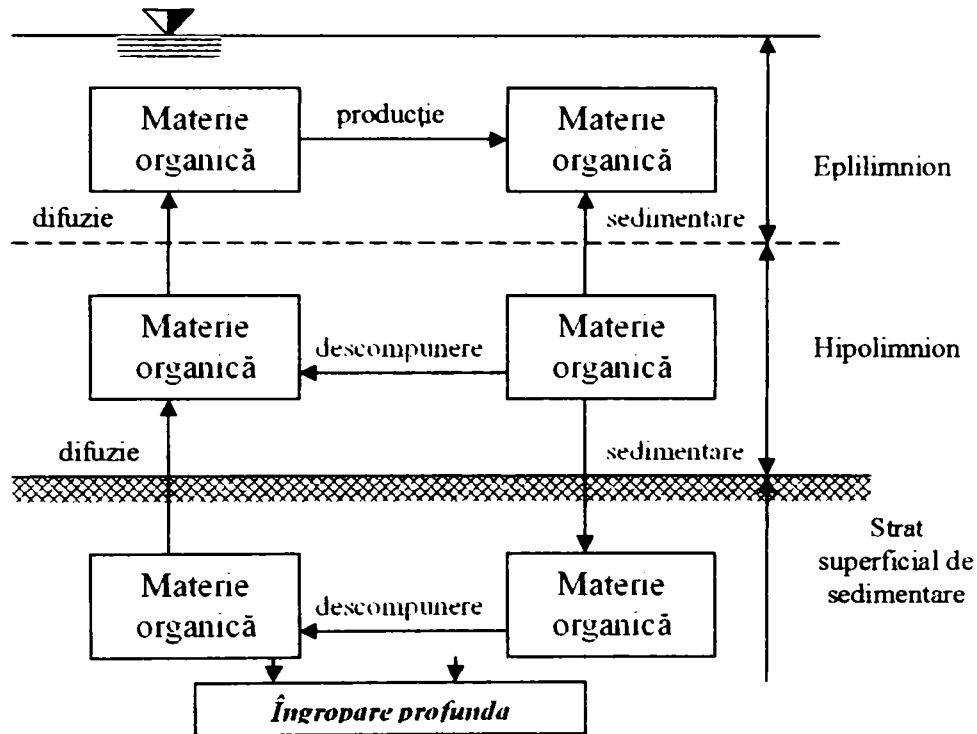 Materie
organică
producție
Materie
organică
Eplilimnion
difuzie
sedimentare
Materie
organică
descompunere
Materie
organică
Hipolimnion
difuzie
sedimentare
Strat
superficial de
sedimentare
Materie
organică
descompunere
Materie
organică
Îngropare profunda